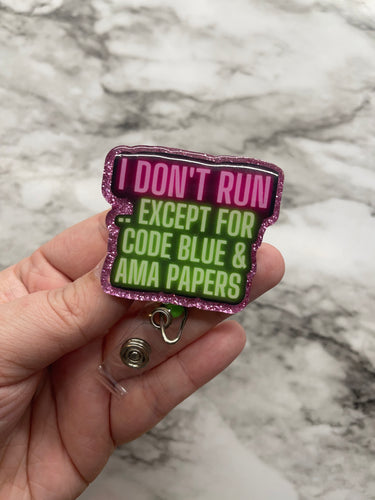 I DON'T RUN
.. EXCEPT FOR
CODE BLUE &
AMA PAPERS